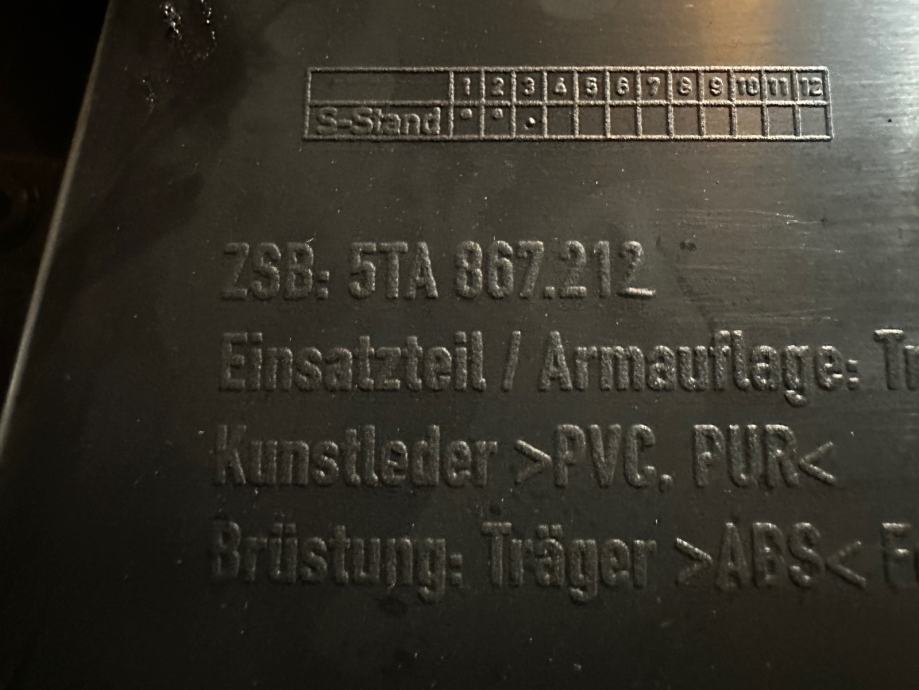 1 2 3 4 5 6 7 8 9 10 11 12
S-Stand
ZSB: 5TA 867.212
Einsatzteil / Armauflage:
Kunstleder >PVC, PUR<
Brüstung: Träger >ABS<